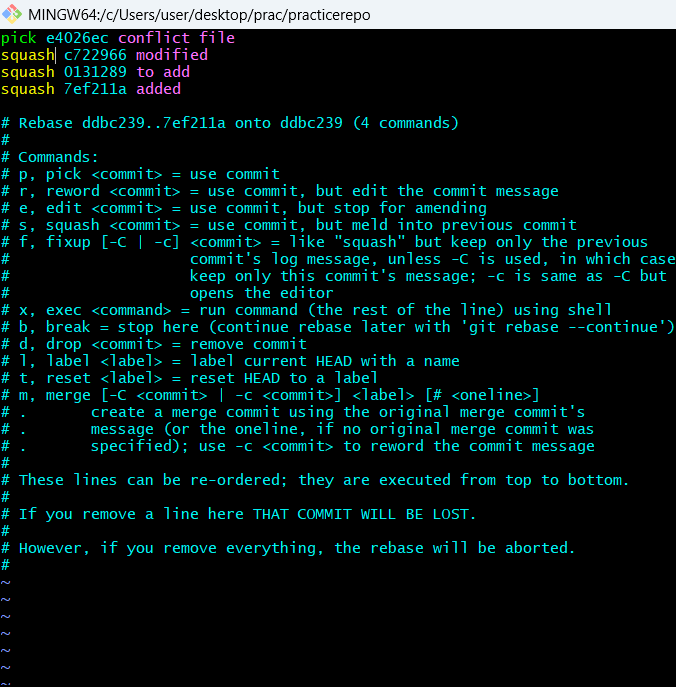 MINGW64:/c/Users/user/desktop/prac/practicerepo
pick e4026ec conflict file
squash c722966 modified
squash 0131289 to add
squash 7ef211a added

# Rebase ddbc239..7ef211a onto ddbc239 (4 commands)
#
# Commands:
# p, pick <commit> = use commit
# r, reword <commit> = use commit, but edit the commit message
# e, edit <commit> = use commit, but stop for amending
# s, squash <commit> = use commit, but meld into previous commit
# f, fixup [-C | -c] <commit> = like "squash" but keep only the previous
#                    commit's log message, unless -C is used, in which case
#                    keep only this commit's message; -c is same as -C but
#                    opens the editor
# x, exec <command> = run command (the rest of the line) using shell
# b, break = stop here (continue rebase later with 'git rebase --continue')
# d, drop <commit> = remove commit
# l, label <label> = label current HEAD with a name
# t, reset <label> = reset HEAD to a label
# m, merge [-C <commit> | -c <commit>] <label> [# <oneline>]
# .       create a merge commit using the original merge commit's
# .       message (or the oneline, if no original merge commit was
# .       specified); use -c <commit> to reword the commit message
#
# These lines can be re-ordered; they are executed from top to bottom.
#
# If you remove a line here THAT COMMIT WILL BE LOST.
#
# However, if you remove everything, the rebase will be aborted.
#
~
~
~
~
~
~
~